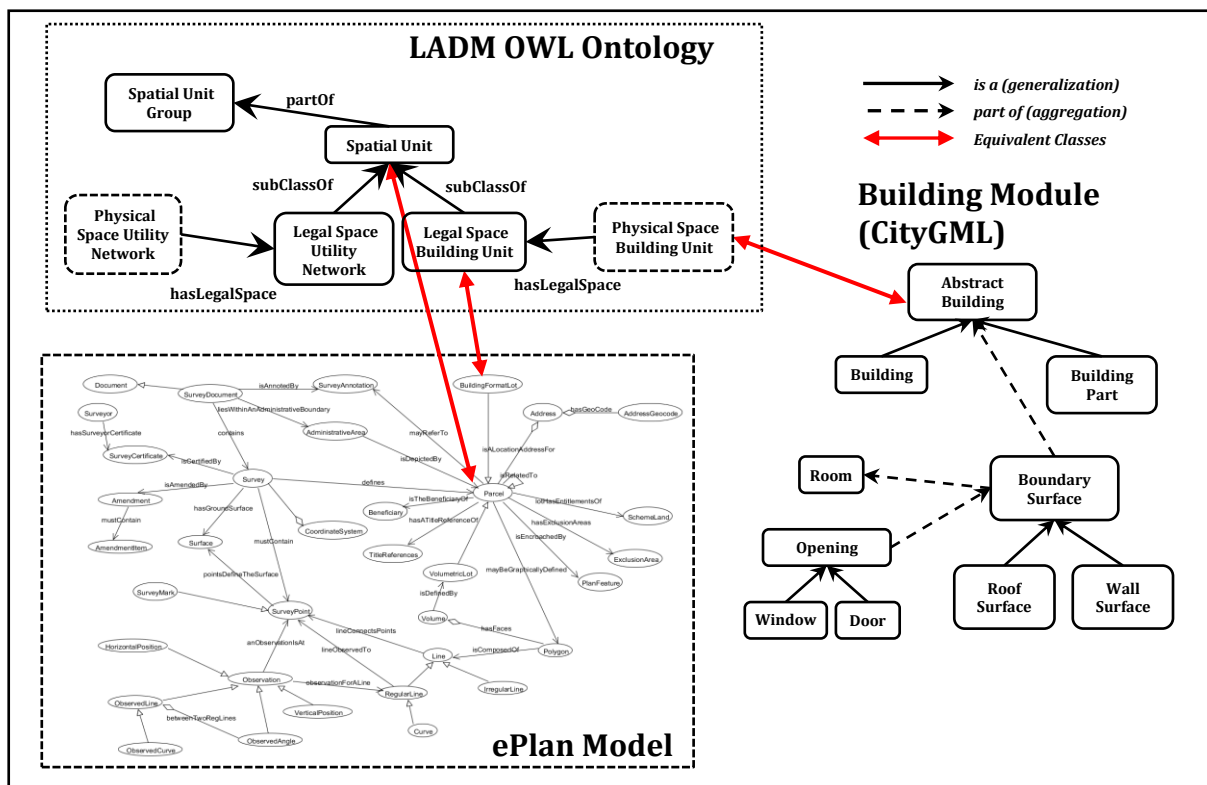 LADM OWL Ontology
Spatial Unit
Group
partOf
Spatial Unit
subClassOf
subClassOf
Physical
Space Utility
Network
Legal Space
Utility
Network
Legal Space
Building Unit
Physical Space
Building Unit
hasLegalSpace
hasLegalSpace
is a (generalization)
part of (aggregation)
Equivalent Classes
Building Module
(CityGML)
Abstract
Building
Building
Building
Part
Room
Boundary
Surface
Opening
Roof
Surface
Wall
Surface
Window
Door
Document
SurveyDocument
isAnnotedBy
SurveyAnnotation
BuildingFormatLot
Surveyor
liesWithinAnAdministrativeBoundary
Address
hasGeoCode
AddressGeocode
hasSurveyorCertificate
contains
AdministrativeArea
mayReferTo
isALocationAddressFor
SurveyCertificate
isCertifiedBy
isDepictedBy
isRelatedTo
Survey
defines
Parcel
isAmendedBy
Amendment
isTheBeneficiaryOf
Beneficiary
lotHasEntitlementsOf
SchemeLand
hasGrounsSurface
CoordinateSystem
hasATitleReferenceOf
hasExclusionAreas
mustContain
Surface
mustContain
isEncroachedBy
AmendmentItem
TitleReferences
ExclusionArea
pointsDefineTheSurface
VolumetricLot
mayBeGraphicallyDefined
PlanFeature
SurveyMark
isDefinedBy
SurveyPoint
Volume
lineConnectsPoints
hasFaces
HorizontalPosition
anObservationIsAt
lineObservedTo
Line
isComposedOf
Polygon
Observation
observationForALine
RegularLine
IrregularLine
ObservedLine
betweenTwoRegLines
VerticalPosition
Curve
ObservedCurve
ObservedAngle
ePlan Model